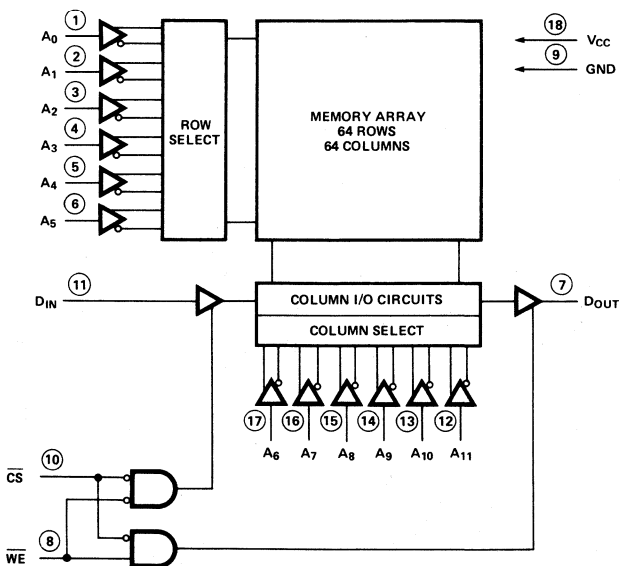 1
A0
2
A1
3
A2
4
A3
5
A4
6
A5
ROW
SELECT
MEMORY ARRAY
64 ROWS
64 COLUMNS
18
VCC
9
GND
11
DIN
COLUMN I/O CIRCUITS
COLUMN SELECT
7
DOUT
17
16
15
14
13
12
A6
A7
A8
A9
A10
A11
10
CS
8
WE